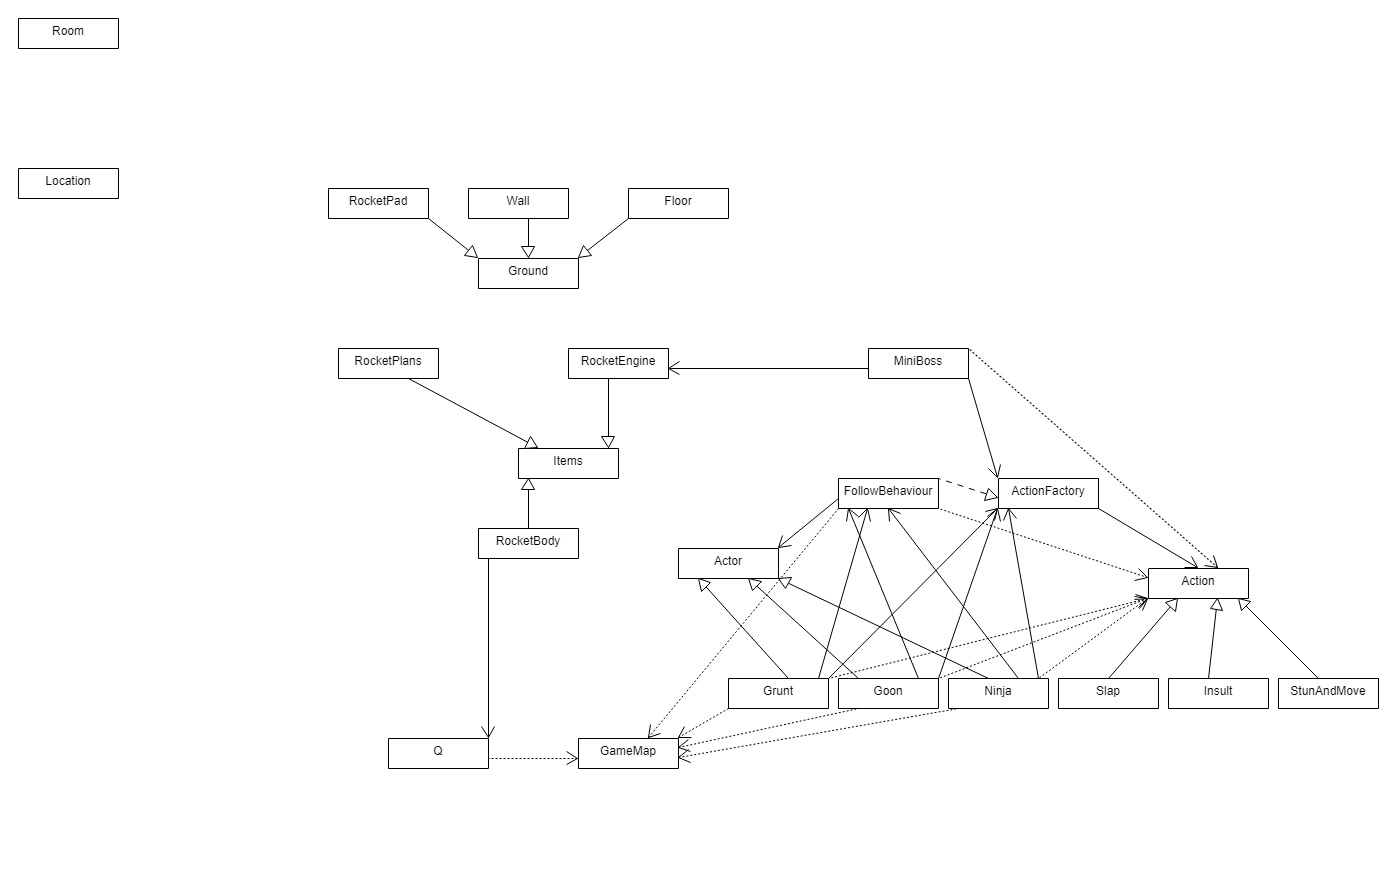 Room
Location
RocketPad
Wall
Floor
Ground
RocketPlans
RocketEngine
MiniBoss
Items
FollowBehaviour
ActionFactory
RocketBody
Actor
Action
Grunt
Goon
Ninja
Slap
Insult
StunAndMove
Q
GameMap